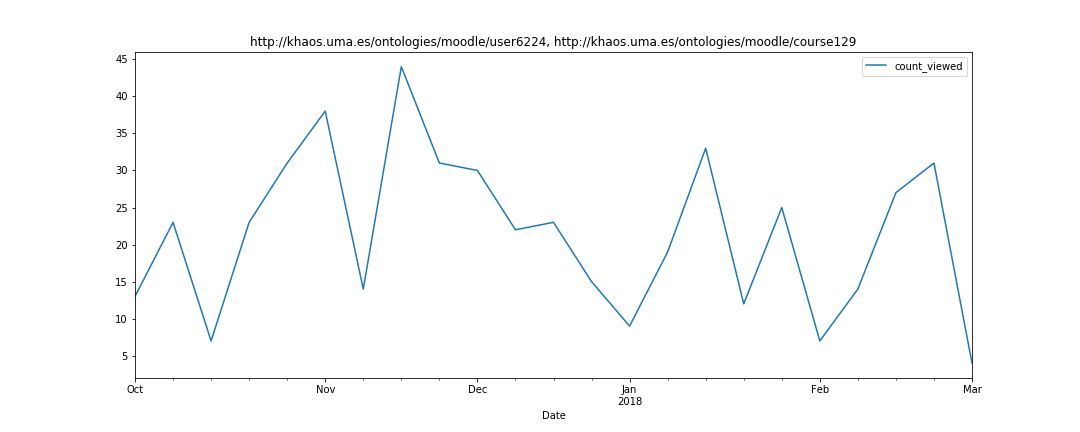 http://khaos.uma.es/ontologies/moodle/user6224, http://khaos.uma.es/ontologies/moodle/course129
count_viewed
45
40
35
30
25
20
15
10
5
Oct Nov Dec Jan Feb Mar
2018
Date